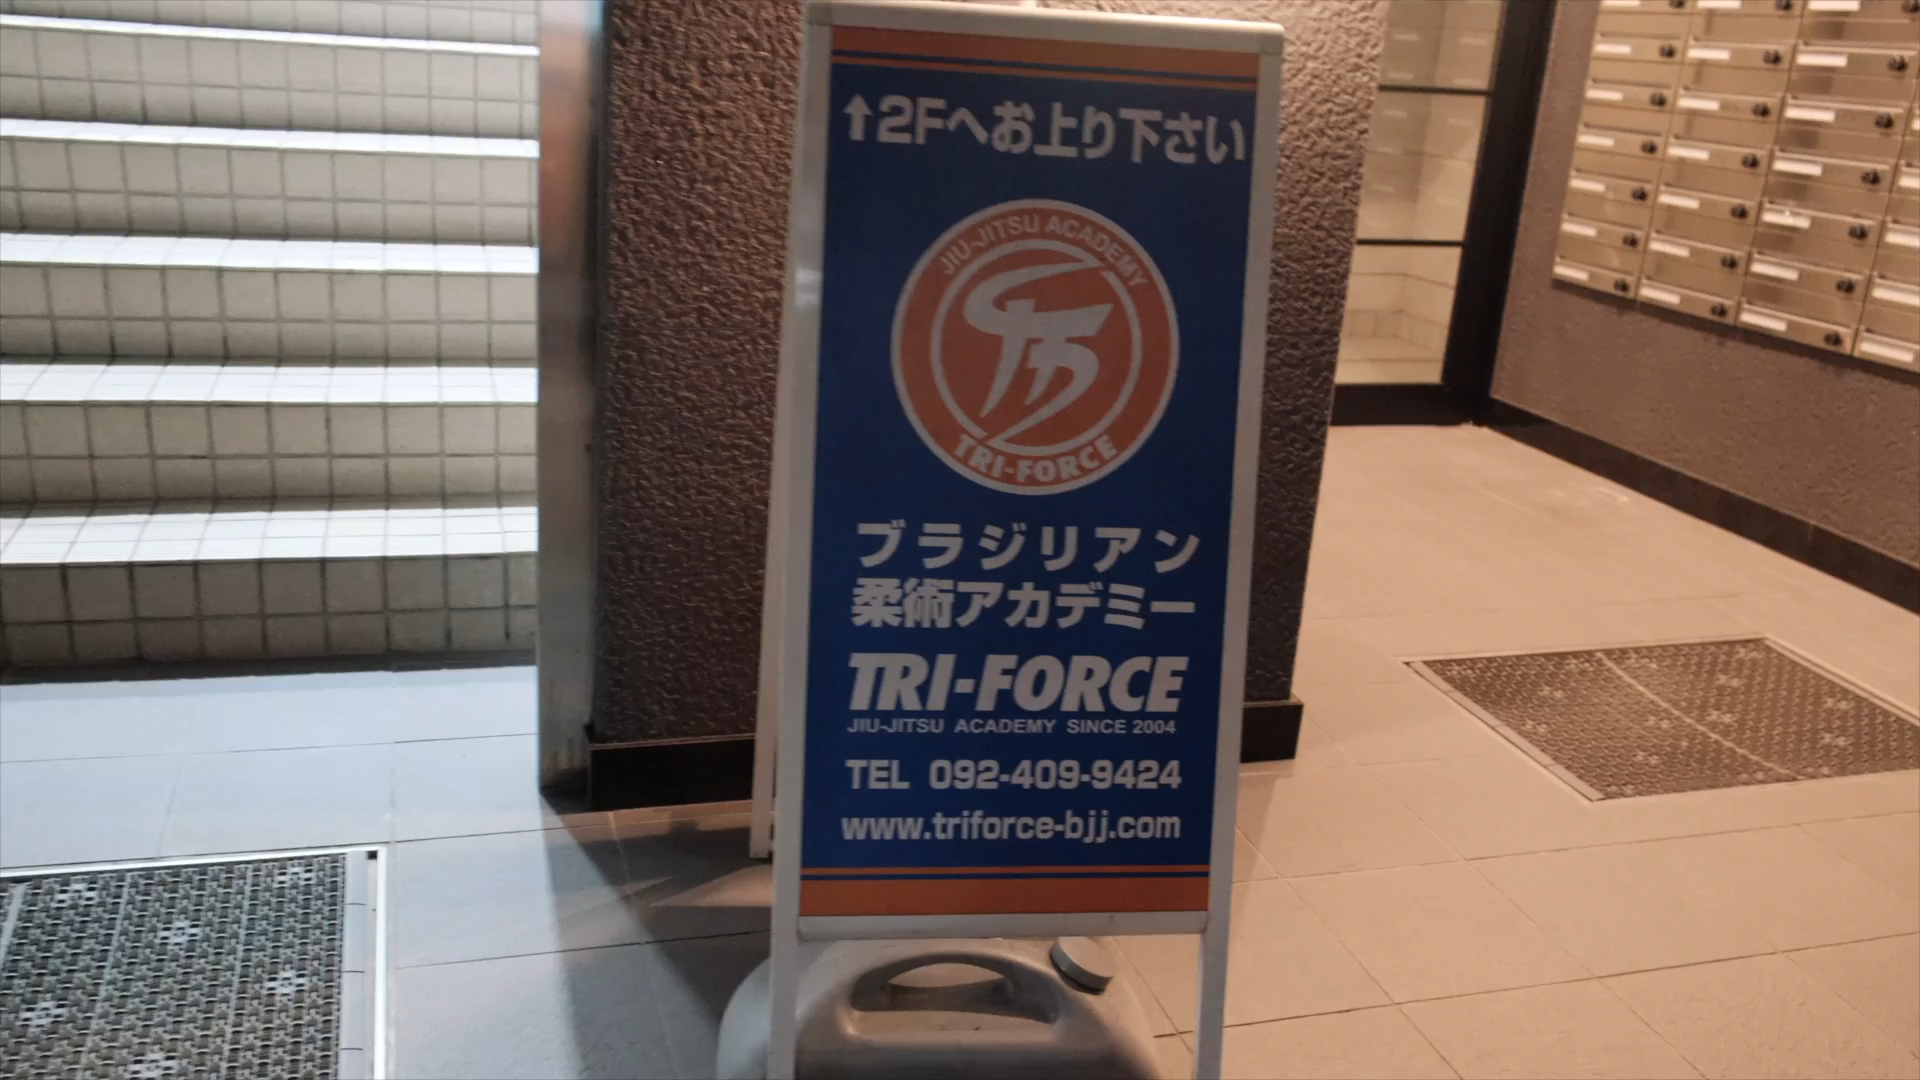 ↑2Fへお上り下さい
JIU-JITSU ACADEMY
TRI-FORCE
ブラジリアン
柔術アカデミー
TRI-FORCE
JIU-JITSU ACADEMY SINCE 2004
TEL 092-409-9424
www.triforce-bjj.com